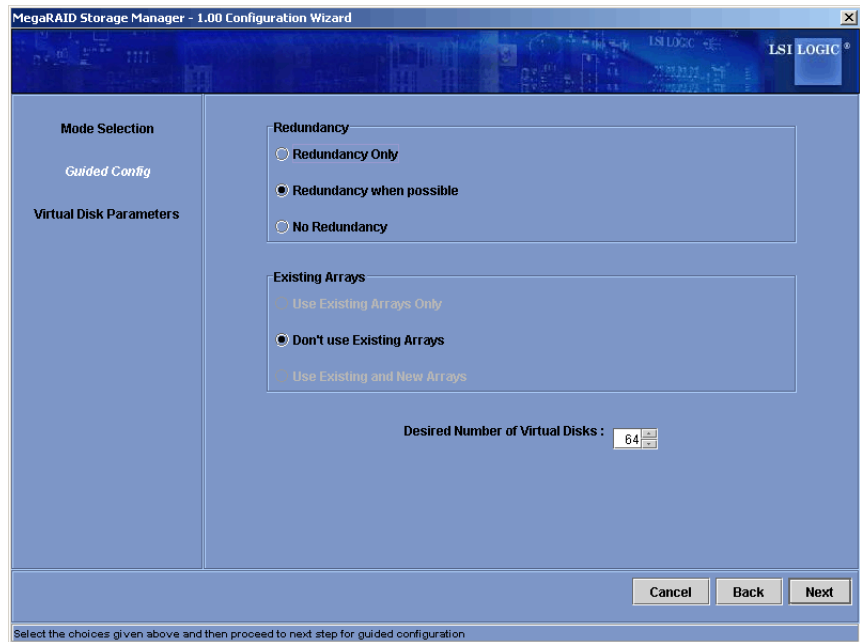 MegaRAID Storage Manager - 1.00 Configuration Wizard
LSI LOGIC
LSI LOGIC ®
Mode Selection
Guided Config
Virtual Disk Parameters
Redundancy
Redundancy Only
Redundancy when possible
No Redundancy
Existing Arrays
Use Existing Arrays Only
Don't use Existing Arrays
Use Existing and New Arrays
Desired Number of Virtual Disks : 64
Cancel Back Next
Select the choices given above and then proceed to next step for guided configuration